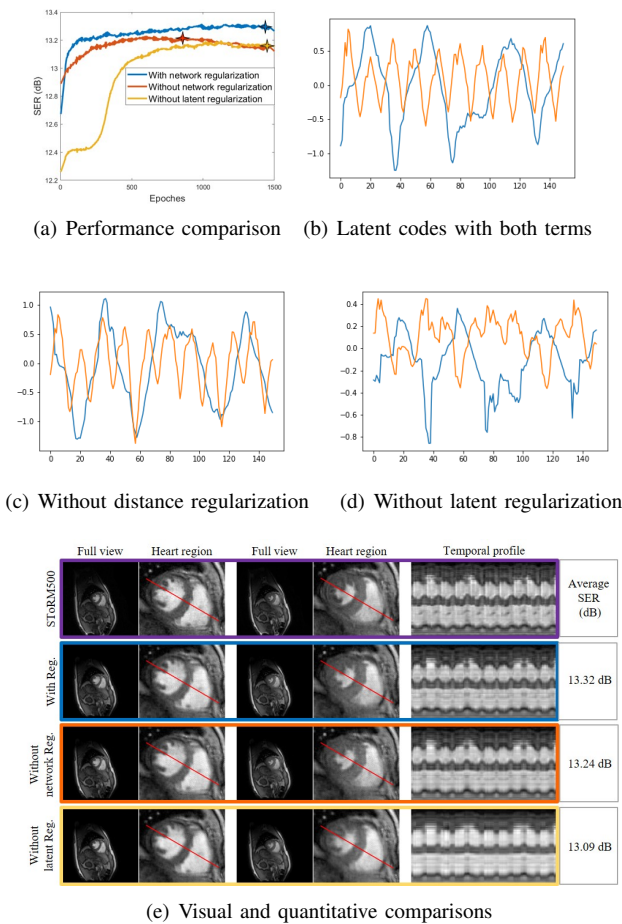 13.4
13.2
13
12.8
12.6
12.4
12.2
SER (dB)
With network regularization
Without network regularization
Without latent regularization
0 500 1000 1500
Epoches
0.5
0.0
−0.5
−1.0
0 20 40 60 80 100 120 140
(a) Performance comparison
(b) Latent codes with both terms
1.0
0.5
0.0
−0.5
−1.0
0 20 40 60 80 100 120 140
0.4
0.2
0.0
−0.2
−0.4
−0.6
−0.8
0 20 40 60 80 100 120 140
(c) Without distance regularization
(d) Without latent regularization
Full view Heart region Full view Heart region Temporal profile
SToRM500
Average
SER
(dB)
With Reg.
13.32 dB
Without
network Reg.
13.24 dB
Without
latent Reg.
13.09 dB
(e) Visual and quantitative comparisons